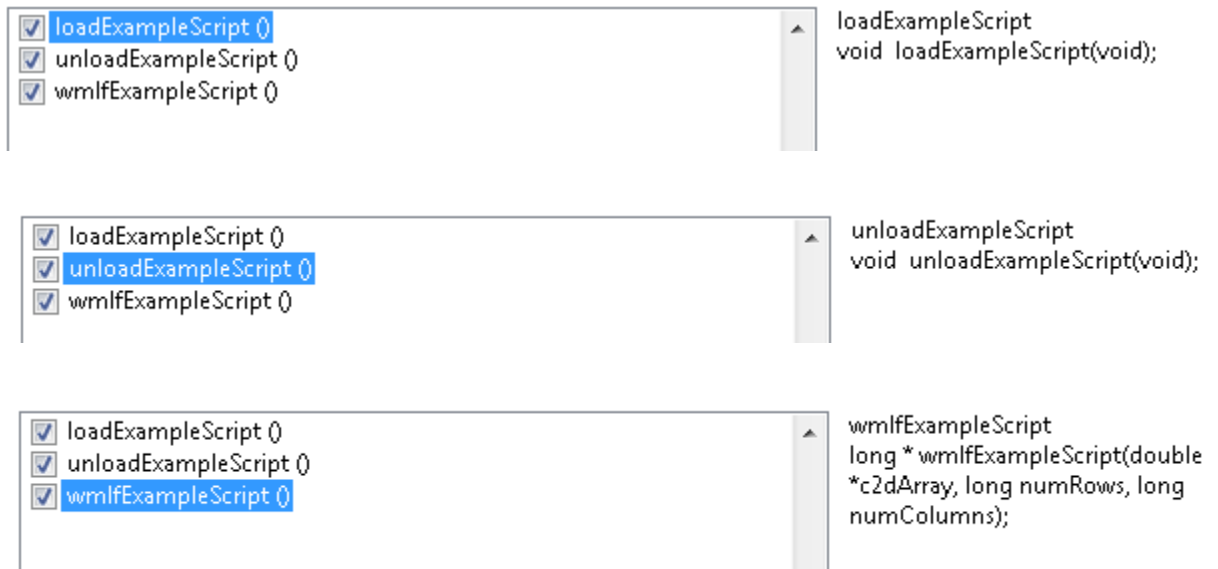 loadExampleScript ()
unloadExampleScript ()
wmlfExampleScript ()
loadExampleScript
void  loadExampleScript(void);
loadExampleScript ()
unloadExampleScript ()
wmlfExampleScript ()
unloadExampleScript
void  unloadExampleScript(void);
loadExampleScript ()
unloadExampleScript ()
wmlfExampleScript ()
wmlfExampleScript
long * wmlfExampleScript(double
*c2dArray, long numRows, long
numColumns);